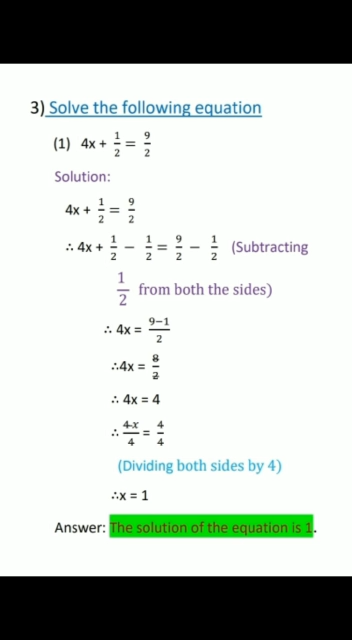 3) Solve the following equation
(1) 4x + 1/2 = 9/2
Solution:
4x + 1/2 = 9/2
∴ 4x + 1/2 − 1/2 = 9/2 − 1/2 (Subtracting
1/2 from both the sides)
∴ 4x = 9−1/2
∴4x = 8/2
∴ 4x = 4
∴ 4x/4 = 4/4
(Dividing both sides by 4)
∴x = 1
Answer: The solution of the equation is 1.